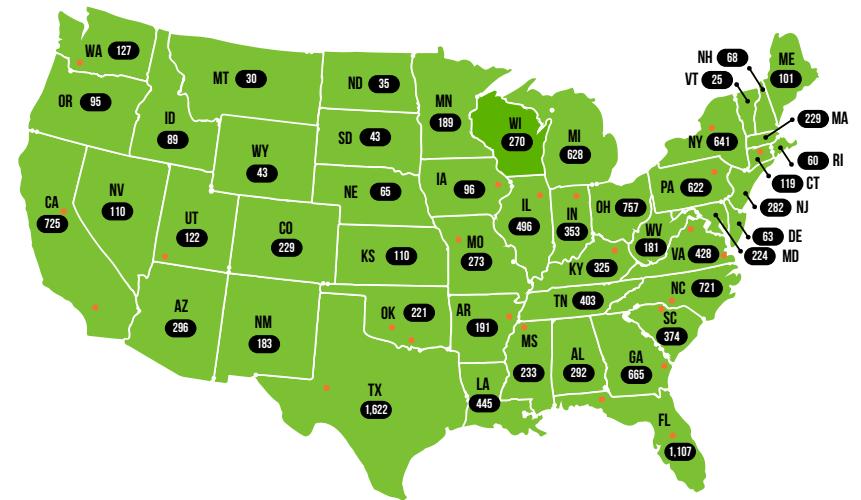 WA 127
OR 95
ID
89
MT 30
ND 35
SD 43
MN
189
WI
270
MI
628
WY
43
NE 65
IA
96
CA
725
NV
110
UT
122
CO
229
KS 110
IL
496
IN
353
OH 757
MO
273
KY 325
WV
181
VA 428
PA 622
NY 641
NH 68
VT 25
ME
101
229 MA
60 RI
119 CT
282 NJ
63 DE
224 MD
AZ
296
NM
183
OK 221
AR
191
TN 403
NC 721
SC
374
TX
1,622
LA
445
MS
233
AL
292
GA
665
FL
1,107